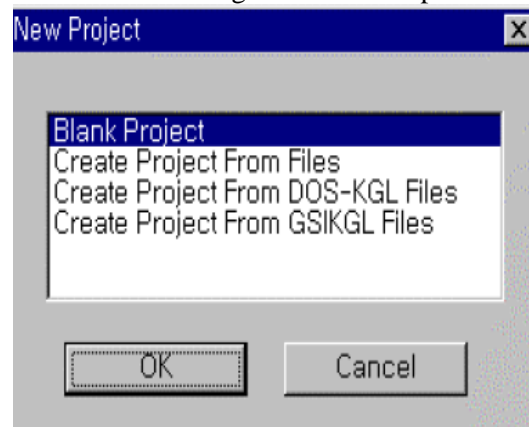 New Project
Blank Project
Create Project From Files
Create Project From DOS-KGL Files
Create Project From GSIKGL Files
OK
Cancel